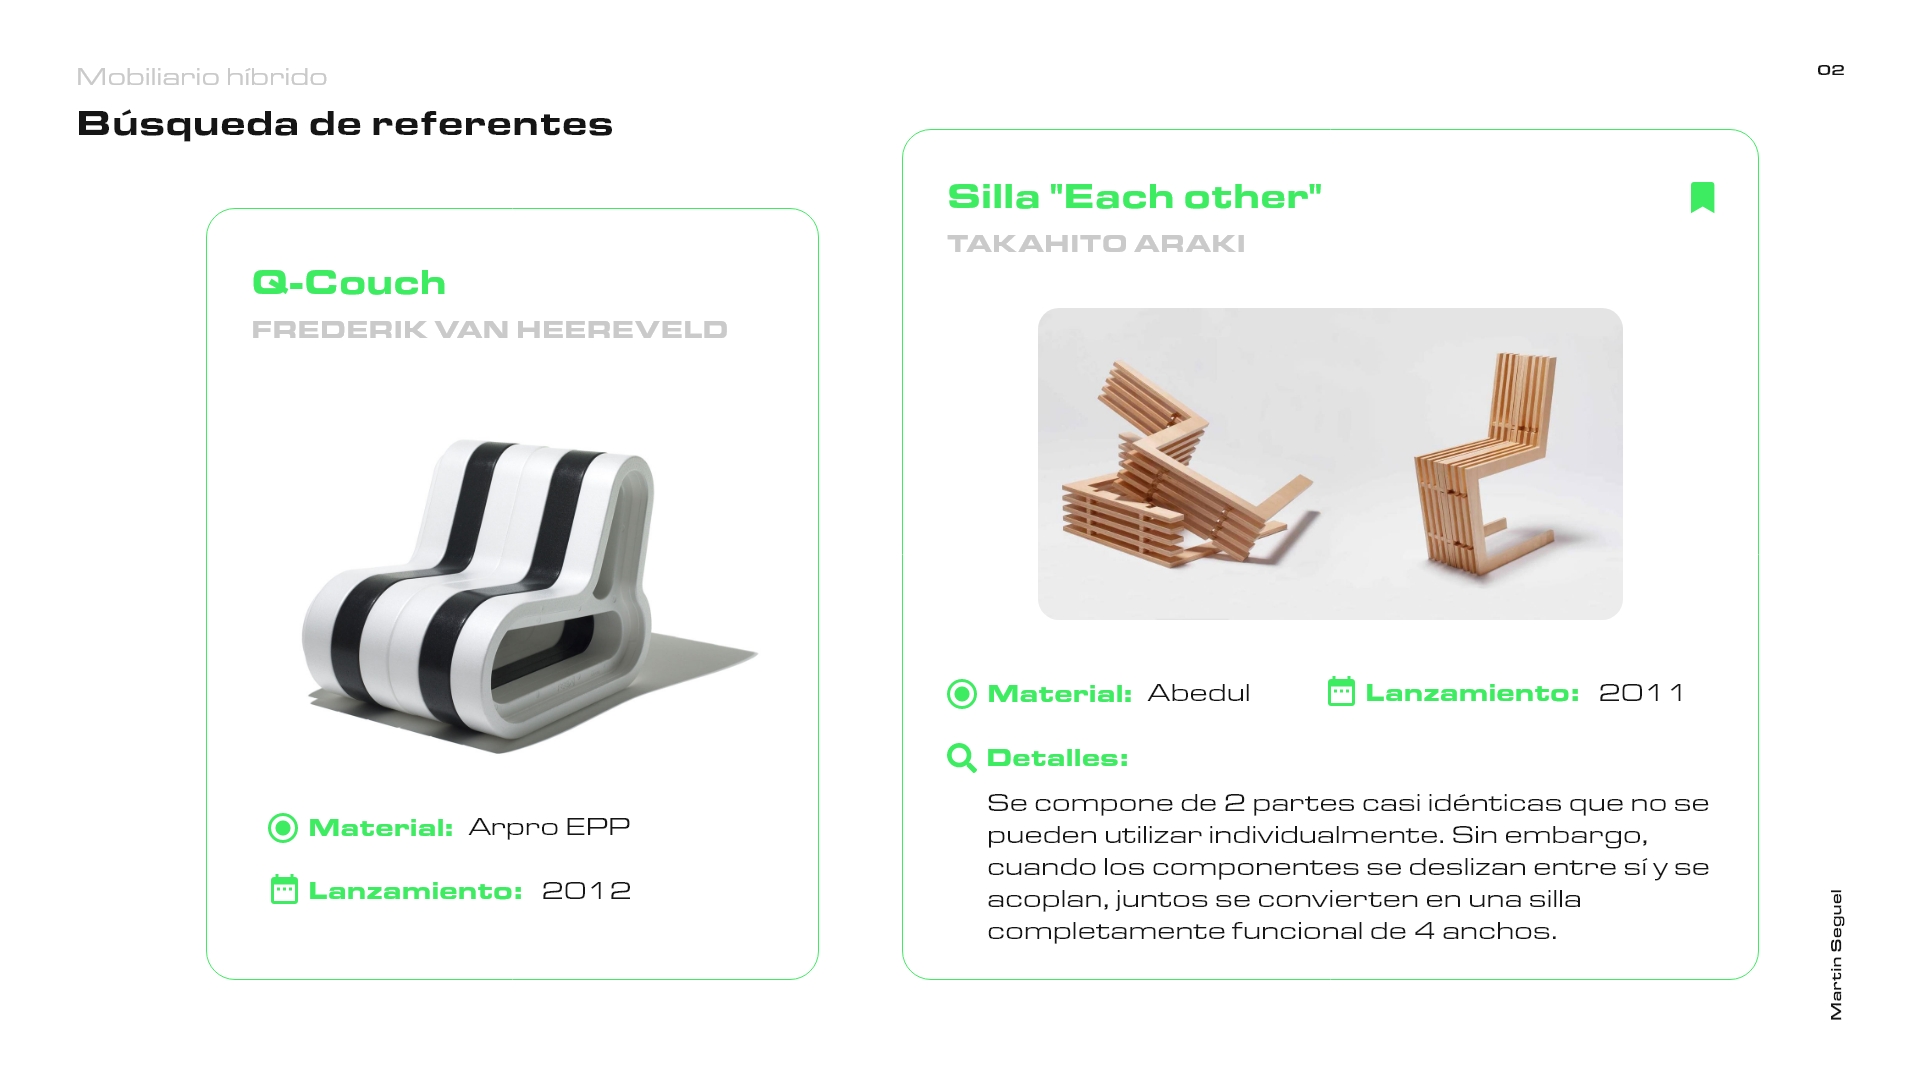 Mobiliario híbrido
Búsqueda de referentes
02
Q-Couch
FREDERIK VAN HEEREVELD
Material: Arpro EPP
Lanzamiento: 2012
Silla "Each other"
TAKAHITO ARAKI
Material: Abedul
Lanzamiento: 2011
Detalles:
Se compone de 2 partes casi idénticas que no se
pueden utilizar individualmente. Sin embargo,
cuando los componentes se deslizan entre sí y se
acoplan, juntos se convierten en una silla
completamente funcional de 4 anchos.
Martin Seguel